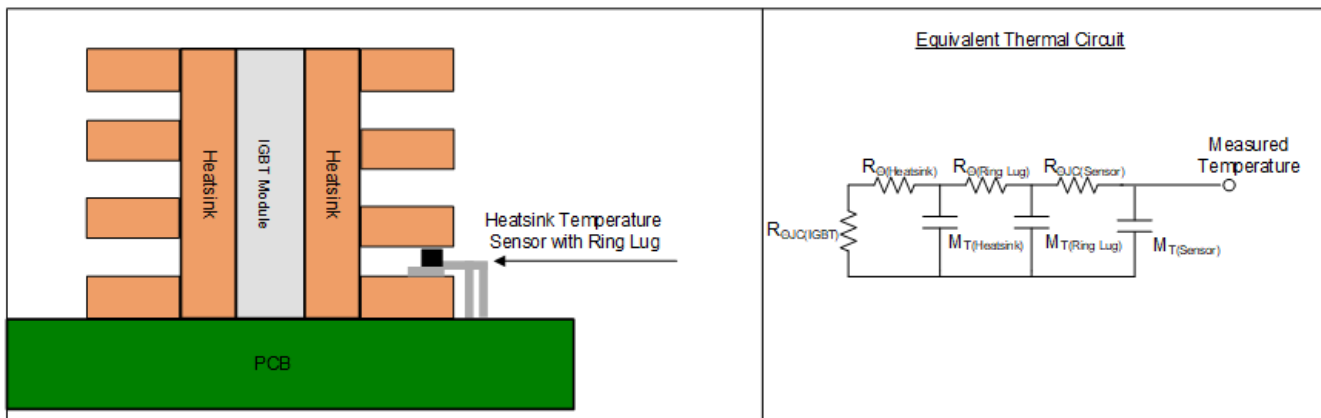 Equivalent Thermal Circuit
Heatsink
IGBT Module
Heatsink
Heatsink Temperature
Sensor with Ring Lug
PCB
Measured
Temperature
RΘ(Heatsink)
RΘ(Ring Lug)
RΘJC(Sensor)
RΘJC(IGBT)
MT(Heatsink)
MT(Ring Lug)
MT(Sensor)